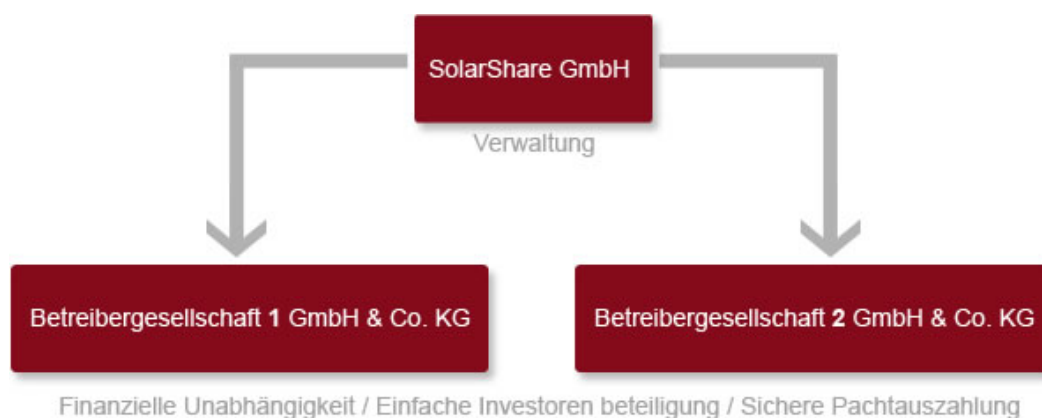 SolarShare GmbH
Verwaltung
Betreibergesellschaft 1 GmbH & Co. KG
Betreibergesellschaft 2 GmbH & Co. KG
Finanzielle Unabhängigkeit / Einfache Investoren beteiligung / Sichere Pachtauszahlung